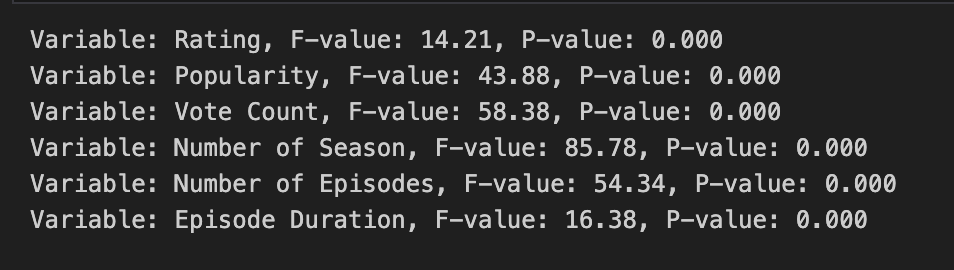 Variable: Rating, F-value: 14.21, P-value: 0.000
Variable: Popularity, F-value: 43.88, P-value: 0.000
Variable: Vote Count, F-value: 58.38, P-value: 0.000
Variable: Number of Season, F-value: 85.78, P-value: 0.000
Variable: Number of Episodes, F-value: 54.34, P-value: 0.000
Variable: Episode Duration, F-value: 16.38, P-value: 0.000